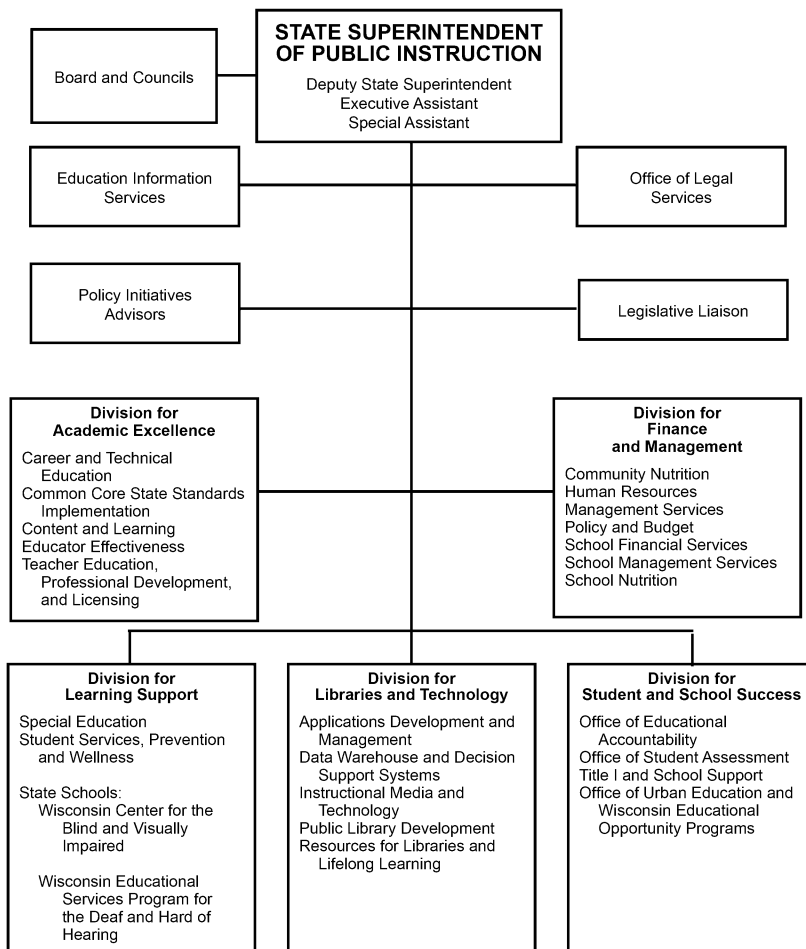 STATE SUPERINTENDENT
OF PUBLIC INSTRUCTION
Deputy State Superintendent
Executive Assistant
Special Assistant
Board and Councils
Education Information
Services
Office of Legal
Services
Policy Initiatives
Advisors
Legislative Liaison
Division for
Academic Excellence
Career and Technical
Education
Common Core State Standards
Implementation
Content and Learning
Educator Effectiveness
Teacher Education,
Professional Development,
and Licensing
Division for
Finance
and Management
Community Nutrition
Human Resources
Management Services
Policy and Budget
School Financial Services
School Management Services
School Nutrition
Division for
Learning Support
Special Education
Student Services, Prevention
and Wellness
State Schools:
Wisconsin Center for the
Blind and Visually
Impaired
Wisconsin Educational
Services Program for
the Deaf and Hard of
Hearing
Division for
Libraries and Technology
Applications Development and
Management
Data Warehouse and Decision
Support Systems
Instructional Media and
Technology
Public Library Development
Resources for Libraries and
Lifelong Learning
Division for
Student and School Success
Office of Educational
Accountability
Office of Student Assessment
Title I and School Support
Office of Urban Education and
Wisconsin Educational
Opportunity Programs